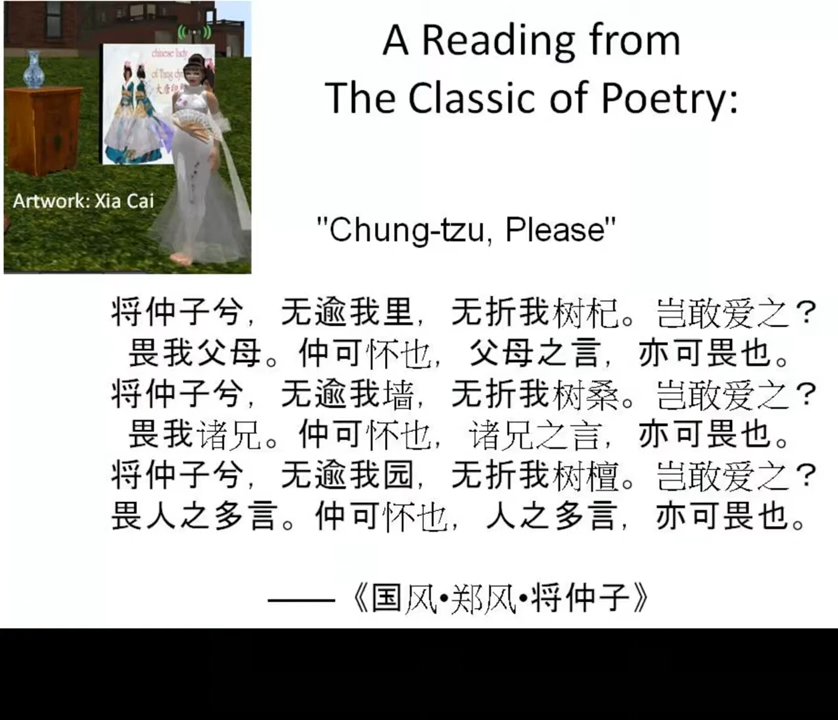 A Reading from
The Classic of Poetry:
chinese lady
of Tang
Artwork: Xia Cai
"Chung-tzu, Please"
将仲子兮，无逾我里，无折我树杞。岂敢爱之？
畏我父母。仲可怀也，父母之言，亦可畏也。
将仲子兮，无逾我墙，无折我树桑。岂敢爱之？
畏我诸兄。仲可怀也，诸兄之言，亦可畏也。
将仲子兮，无逾我园，无折我树檀。岂敢爱之？
畏人之多言。仲可怀也，人之多言，亦可畏也。
——《国风•郑风•将仲子》